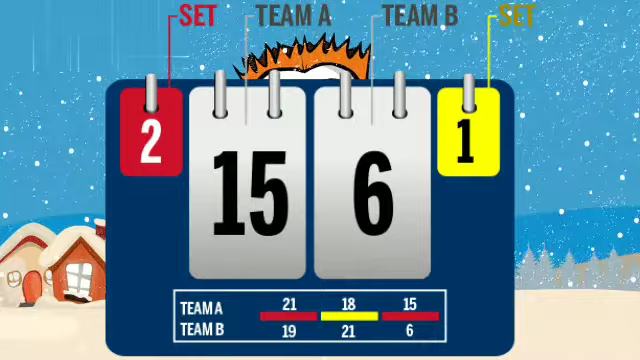 SET TEAM A TEAM B SET
2 15 6 1
TEAM A 21 18 15
TEAM B 19 21 6